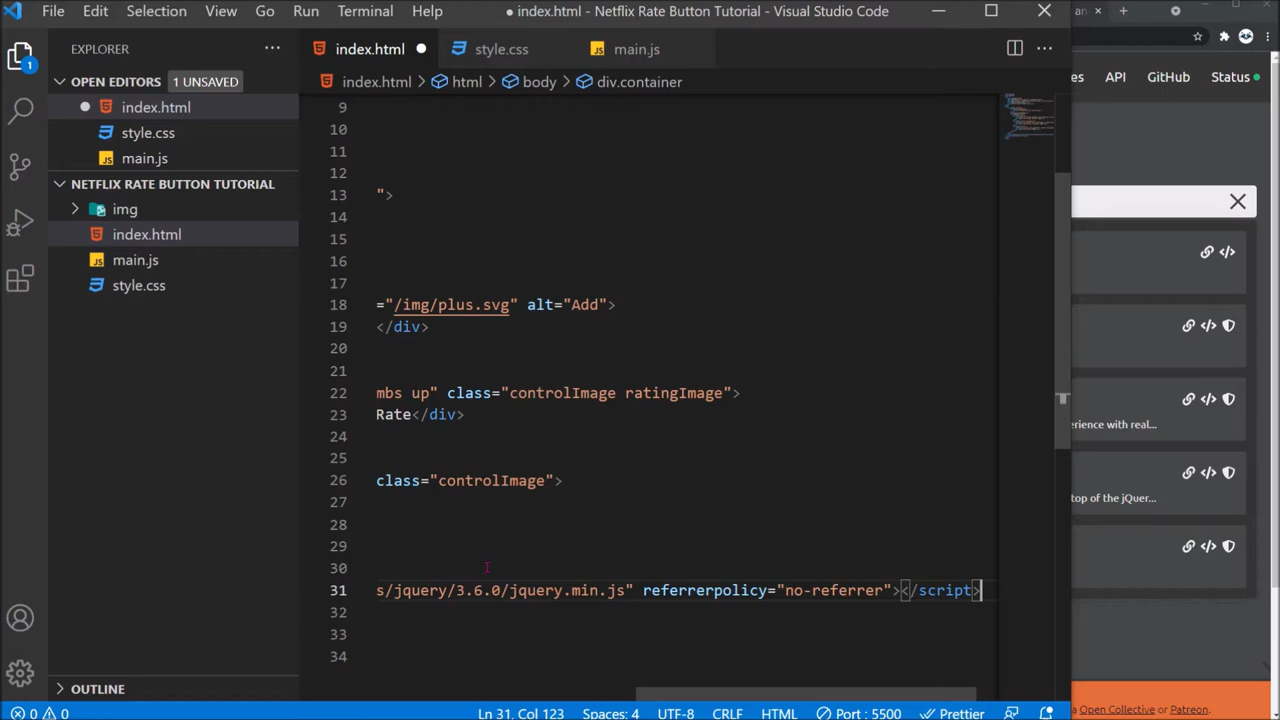 File Edit Selection View Go Run Terminal Help
● index.html - Netflix Rate Button Tutorial - Visual Studio Code
EXPLORER
OPEN EDITORS 1 UNSAVED
index.html
style.css
main.js
NETFLIX RATE BUTTON TUTORIAL
img
index.html
main.js
style.css
OUTLINE
index.html style.css main.js
index.html > html > body > div.container
9
10
11
12
13 ">
14
15
16
17
18 ="/img/plus.svg" alt="Add">
19 </div>
20
21
22 mbs up" class="controlImage ratingImage">
23 Rate</div>
24
25
26 class="controlImage">
27
28
29
30
31 s/jquery/3.6.0/jquery.min.js" referrerpolicy="no-referrer"></script>
32
33
34
0 0 Ln 31, Col 123 Spaces: 4 UTF-8 CRLF HTML Port : 5500 Prettier
an
es API GitHub Status
erience with real...
top of the jQuer...
a Open Collective or Patreon.